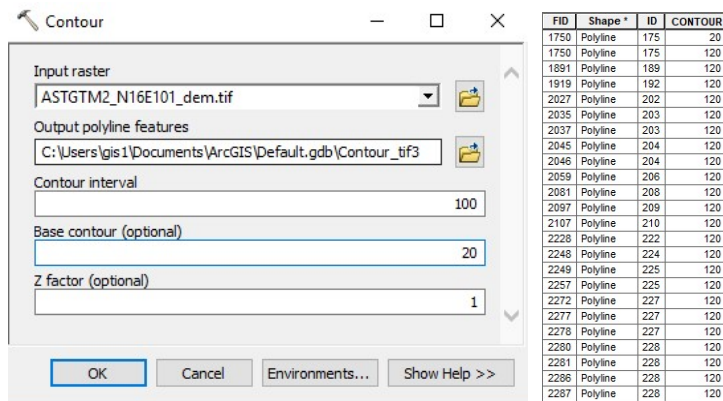 Contour
Input raster
ASTGTM2_N16E101_dem.tif
Output polyline features
C:\Users\gis1\Documents\ArcGIS\Default.gdb\Contour_tif3
Contour interval
100
Base contour (optional)
20
Z factor (optional)
1
OK Cancel Environments... Show Help >>
FID Shape * ID CONTOUR
1750 Polyline 175 20
1750 Polyline 175 120
1891 Polyline 189 120
1919 Polyline 192 120
2027 Polyline 202 120
2035 Polyline 203 120
2037 Polyline 203 120
2045 Polyline 204 120
2046 Polyline 204 120
2059 Polyline 206 120
2081 Polyline 208 120
2097 Polyline 209 120
2107 Polyline 210 120
2228 Polyline 222 120
2248 Polyline 224 120
2249 Polyline 225 120
2257 Polyline 225 120
2272 Polyline 227 120
2277 Polyline 227 120
2278 Polyline 227 120
2280 Polyline 228 120
2281 Polyline 228 120
2286 Polyline 228 120
2287 Polyline 228 120